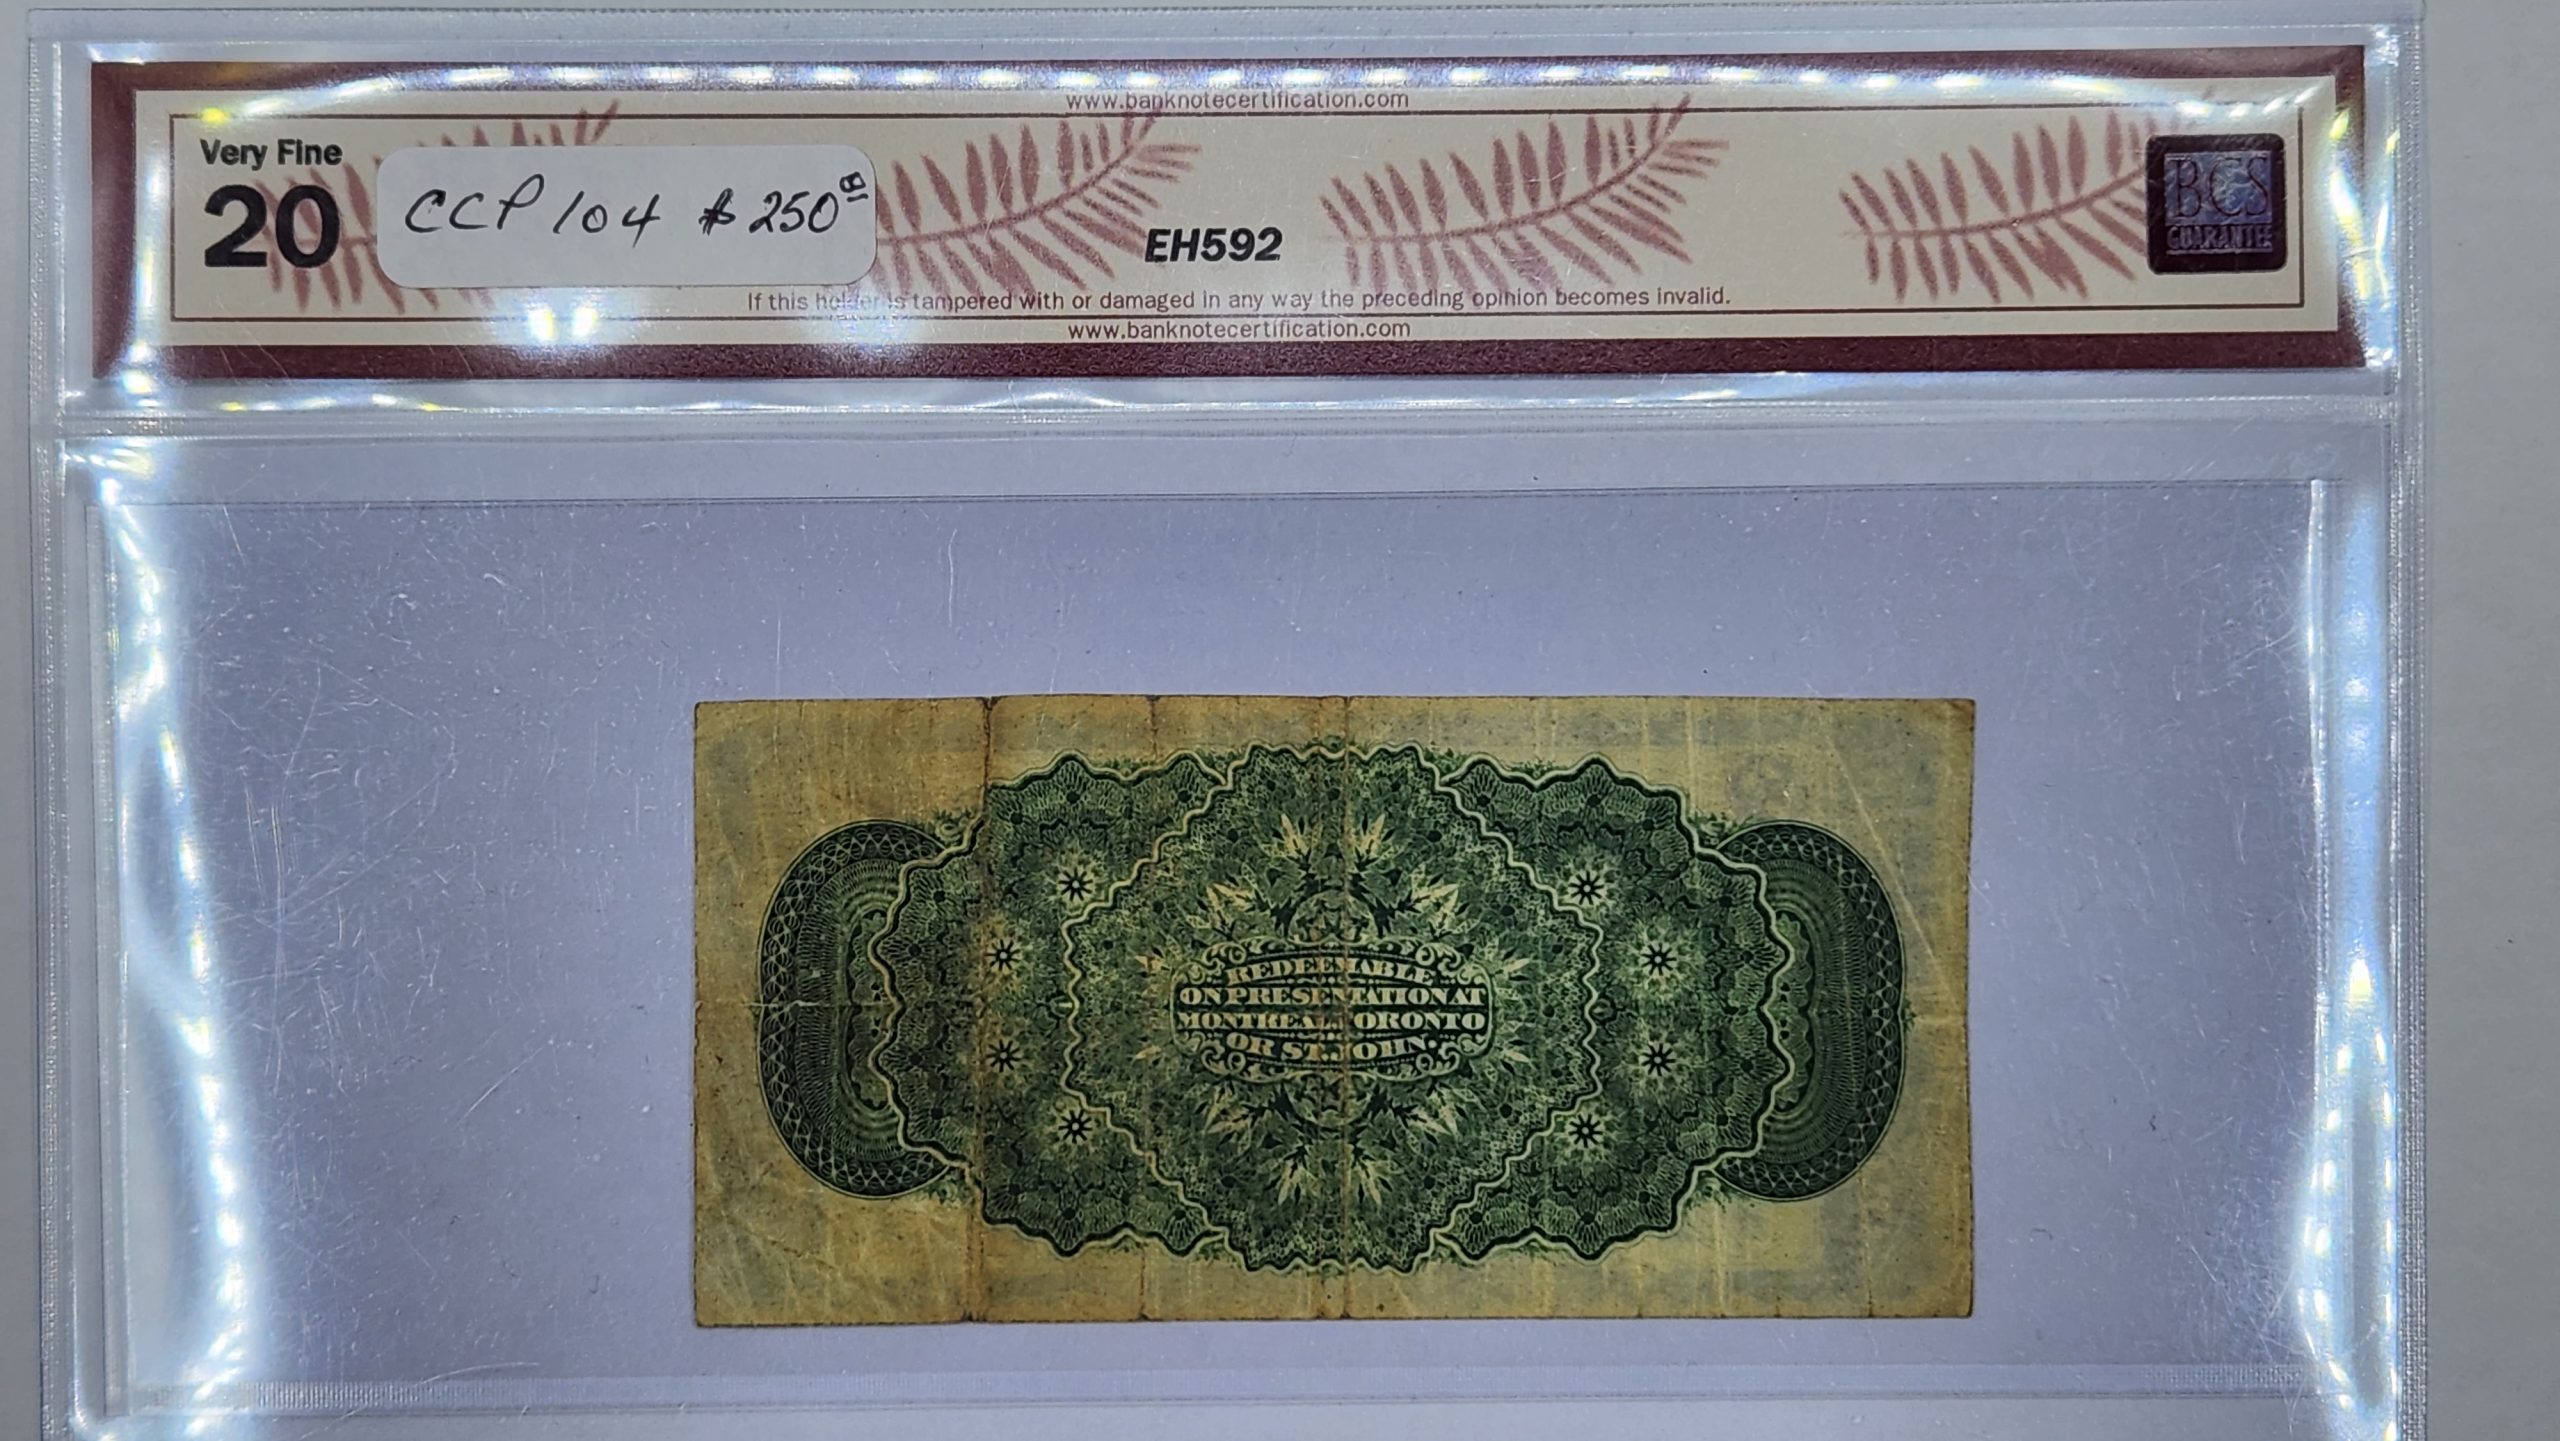 www.banknotecertification.com
Very Fine
20
CCP 104 $250
EH592
BCS
GUARANTEE
If this holder is tampered with or damaged in any way the preceding opinion becomes invalid.
www.banknotecertification.com
REDEEMABLE
ON PRESENTATION AT
MONTREAL TORONTO
OR ST. JOHN.